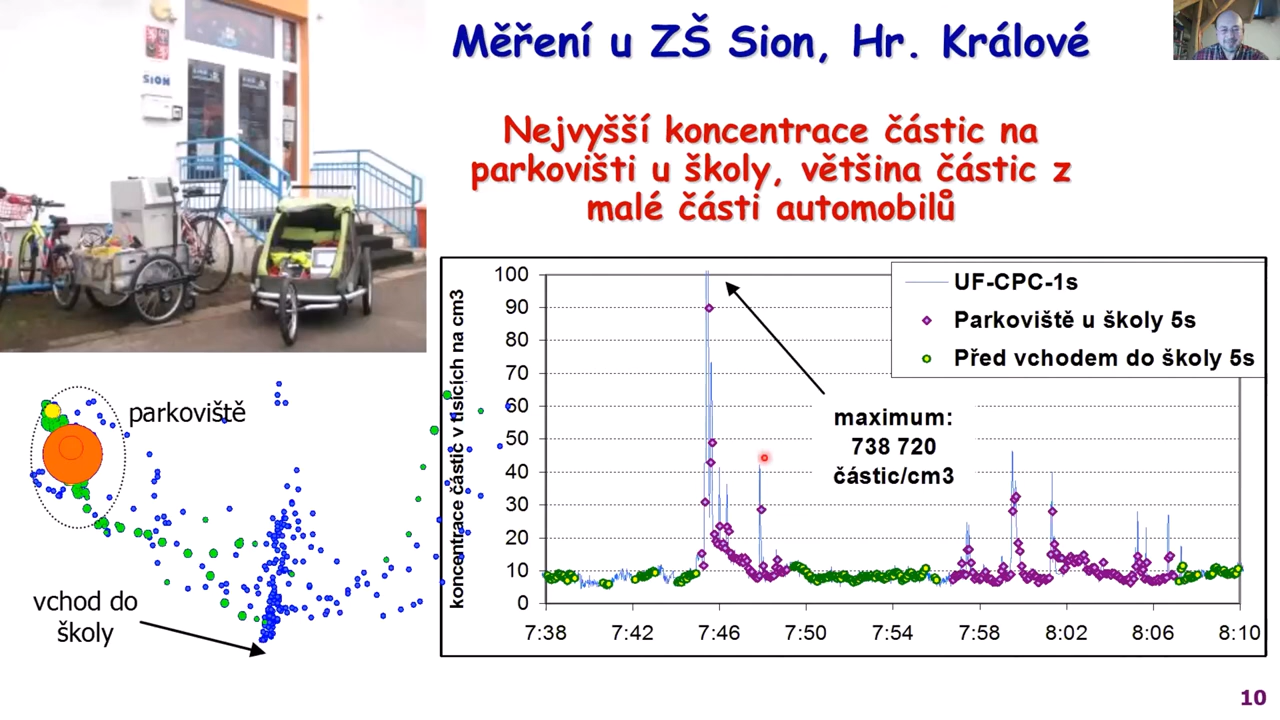 Měření u ZŠ Sion, Hr. Králové
Nejvyšší koncentrace částic na
parkovišti u školy, většina částic z
malé části automobilů
SION
parkoviště
vchod do
školy
koncentrace částic v tisících na cm3
100
90
80
70
60
50
40
30
20
10
0
7:38
7:42
7:46
7:50
7:54
7:58
8:02
8:06
8:10
UF-CPC-1s
Parkoviště u školy 5s
Před vchodem do školy 5s
maximum:
738 720
částic/cm3
10